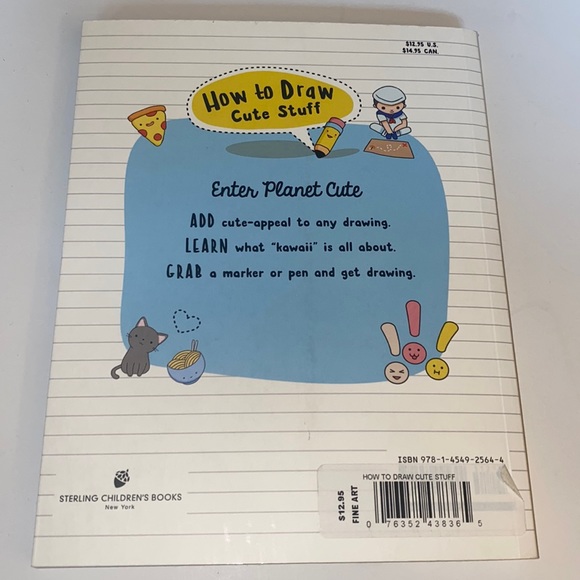 $12.95 U.S.
$14.95 CAN.
How to Draw
Cute Stuff
Enter Planet Cute
ADD cute-appeal to any drawing.
LEARN what "kawaii" is all about.
GRAB a marker or pen and get drawing.
ISBN 978-1-4549-2564-4
STERLING CHILDREN'S BOOKS
New York
HOW TO DRAW CUTE STUFF
$12.95
FINE ART
0 76352 43836 5